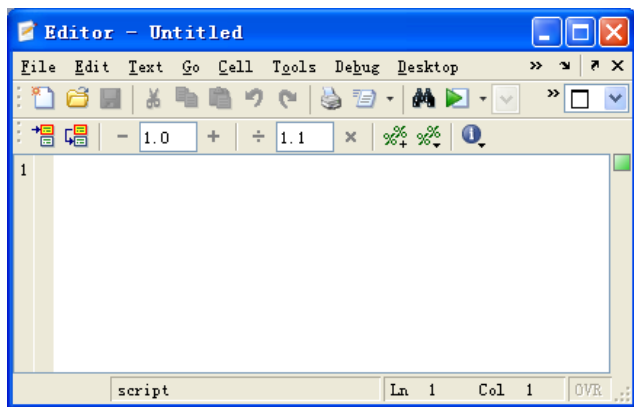 Editor - Untitled
File Edit Text Go Cell Tools Debug Desktop
- 1.0 + ÷ 1.1 × %%+ %%
1
script Ln 1 Col 1 OVR